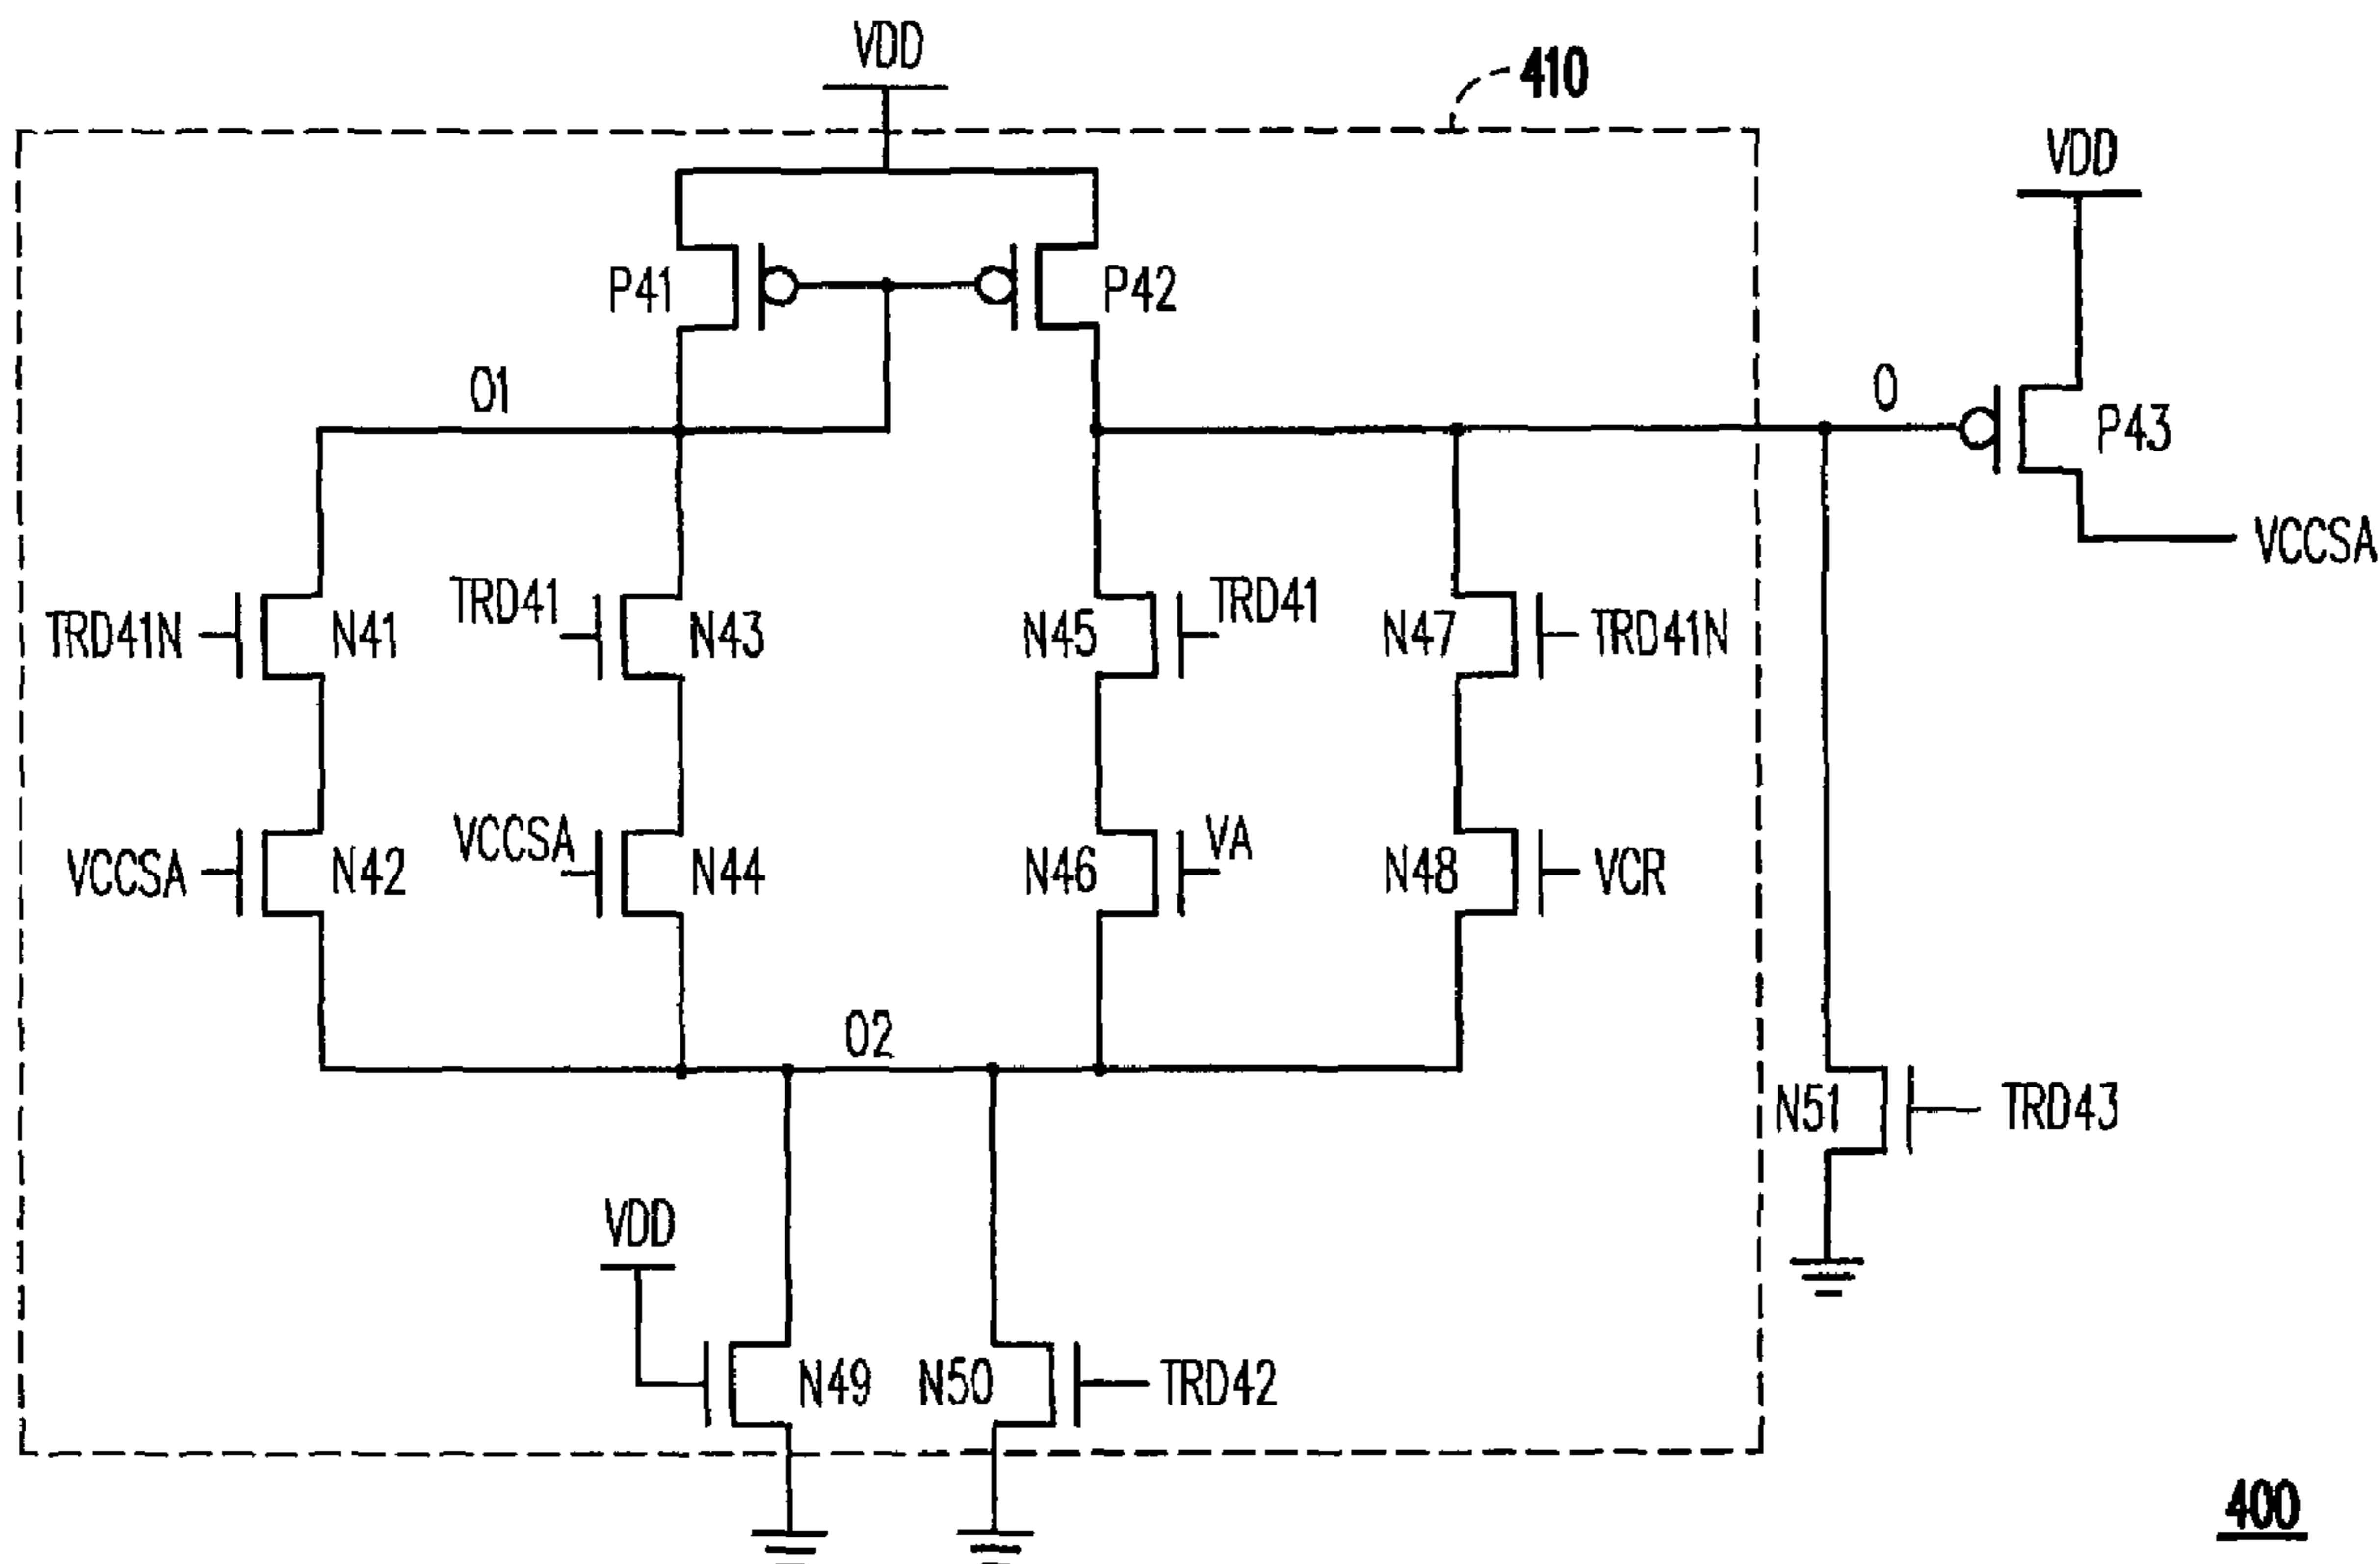 VDD
410
VDD
P41
P42
O1
O
P43
VCCSA
TRD41N
N41
TRD41
N43
N45
TRD41
N47
TRD41N
VCCSA
N42
VCCSA
N44
N46
VA
N48
VCR
O2
N51
TRD43
VDD
N49
N50
TRD42
400